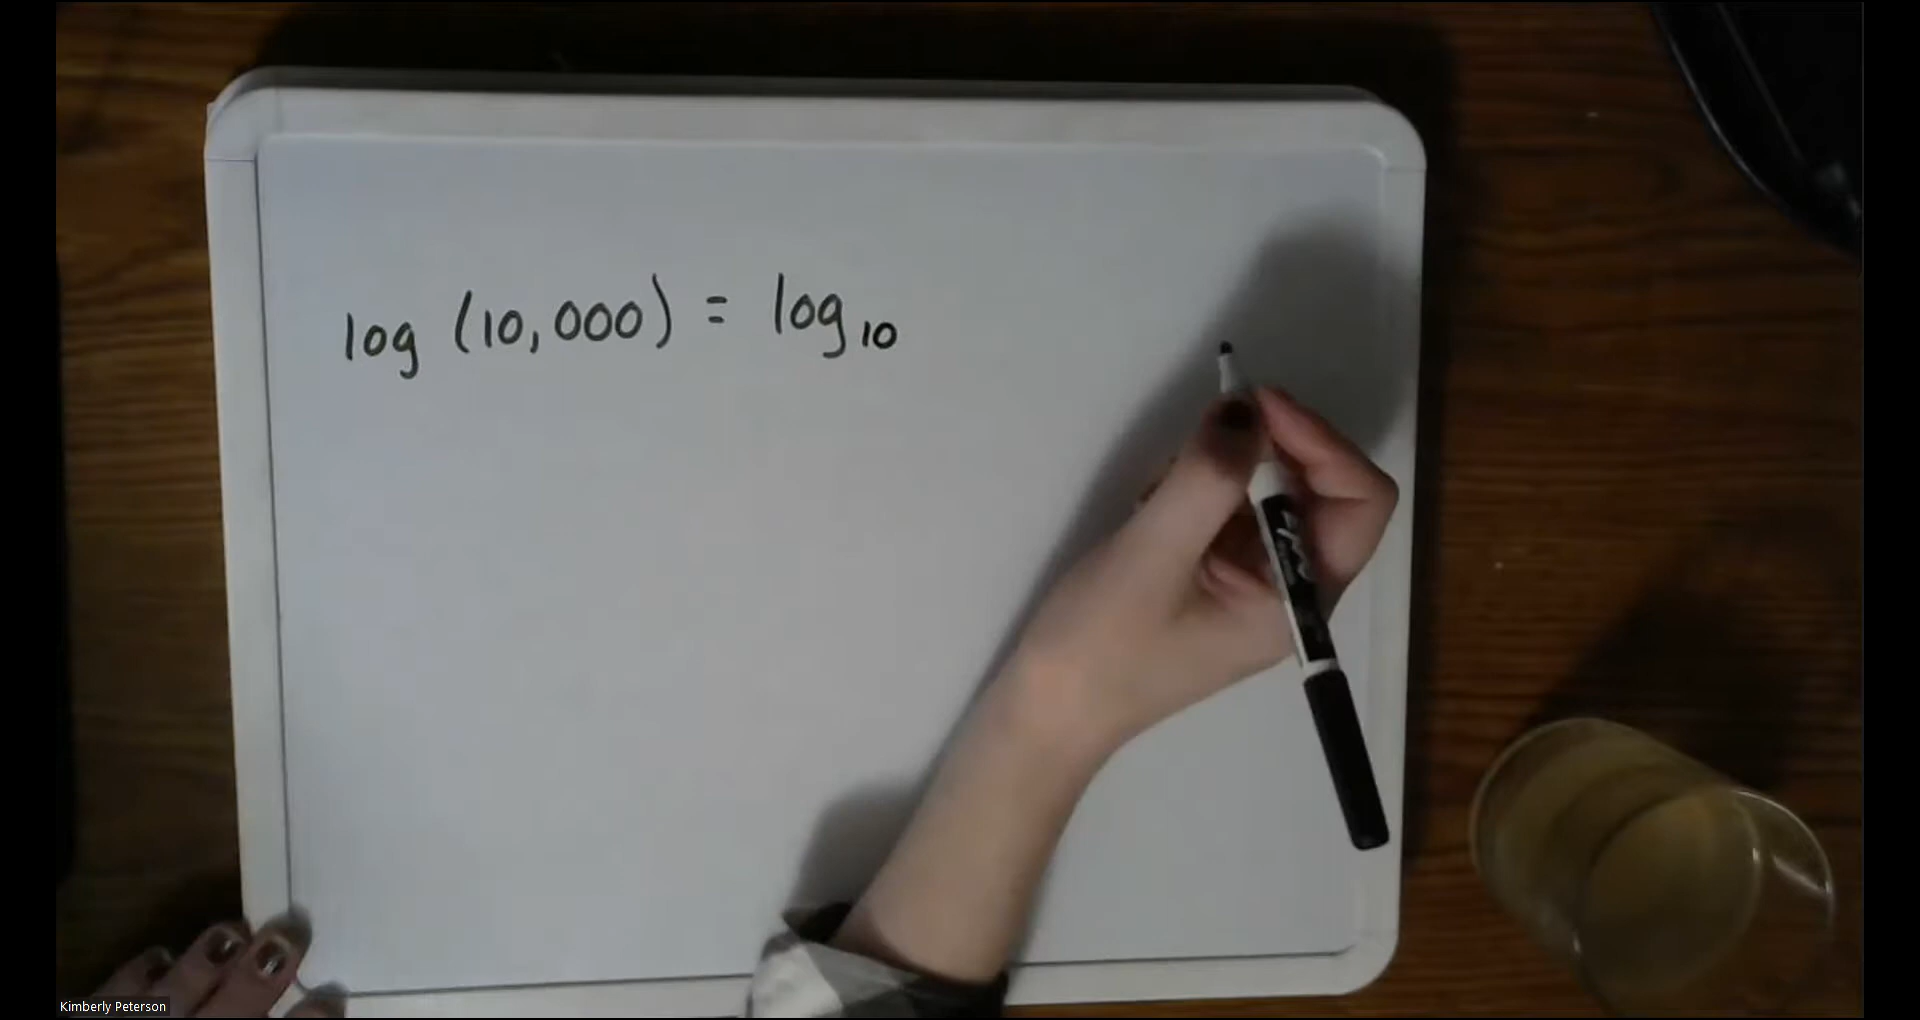 log (10,000) = log₁₀
Kimberly Peterson